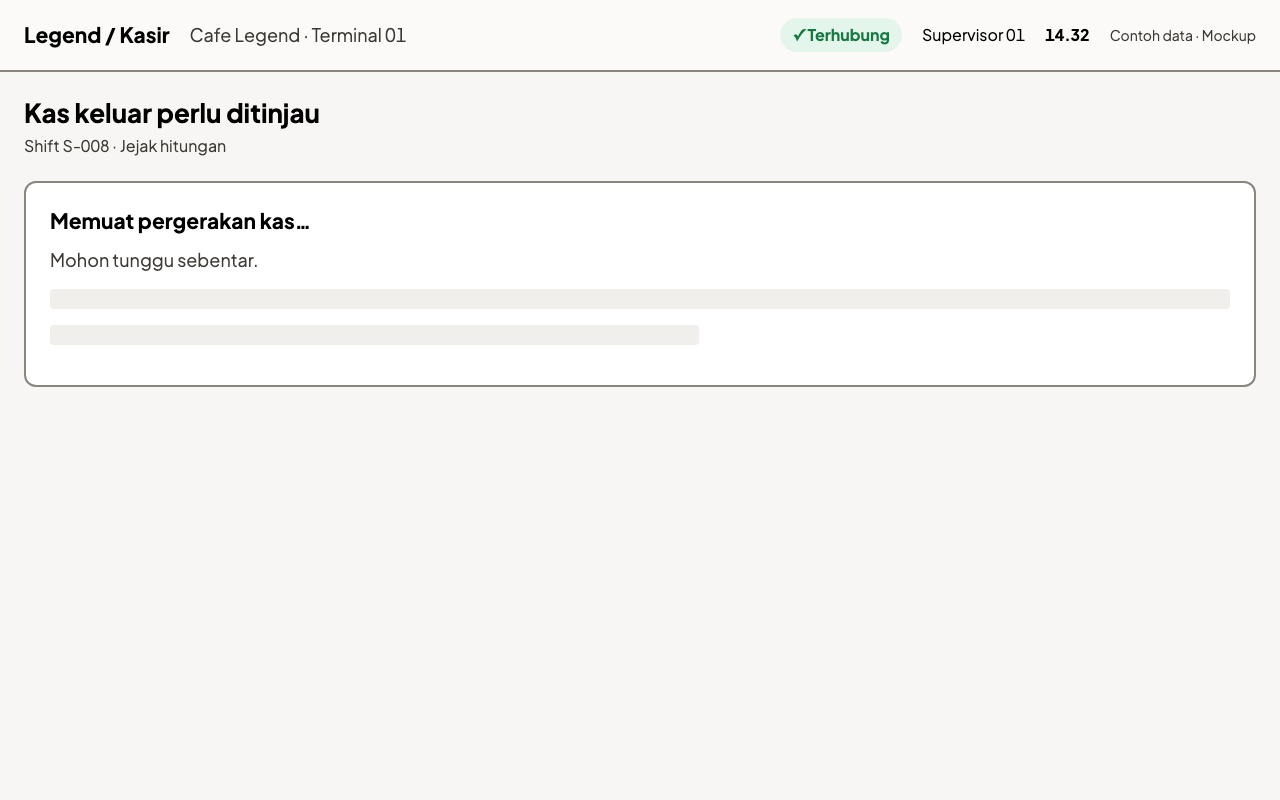 Legend / Kasir Cafe Legend · Terminal 01 ✓Terhubung Supervisor 01 14.32 Contoh data · Mockup
Kas keluar perlu ditinjau
Shift S-008 · Jejak hitungan
Memuat pergerakan kas…
Mohon tunggu sebentar.